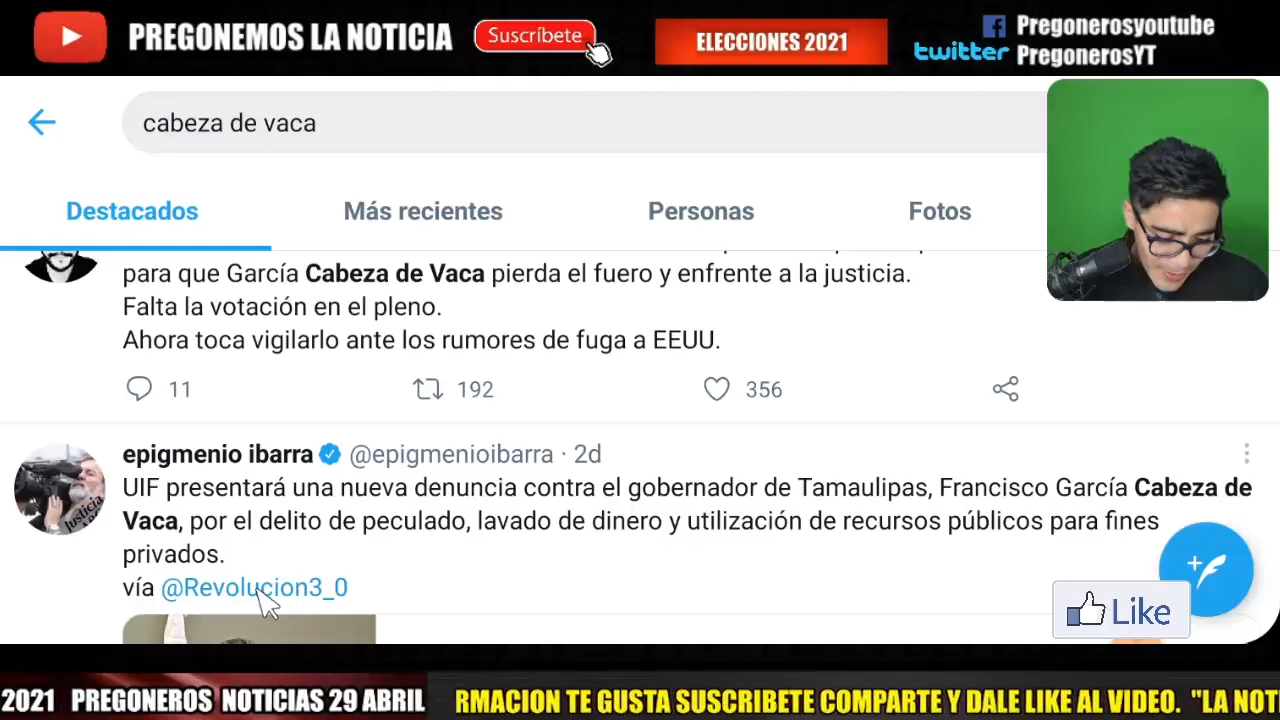 PREGONEMOS LA NOTICIA
Suscríbete
ELECCIONES 2021
Pregonerosyoutube
twitter PregonerosYT
cabeza de vaca
Destacados
Más recientes
Personas
Fotos
para que García Cabeza de Vaca pierda el fuero y enfrente a la justicia.
Falta la votación en el pleno.
Ahora toca vigilarlo ante los rumores de fuga a EEUU.
11
192
356
epigmenio ibarra @epigmenioibarra · 2d
UIF presentará una nueva denuncia contra el gobernador de Tamaulipas, Francisco García Cabeza de
Vaca, por el delito de peculado, lavado de dinero y utilización de recursos públicos para fines
privados.
vía @Revolucion3_0
Like
2021 PREGONEROS NOTICIAS 29 ABRIL
RMACION TE GUSTA SUSCRIBETE COMPARTE Y DALE LIKE AL VIDEO. "LA NOT